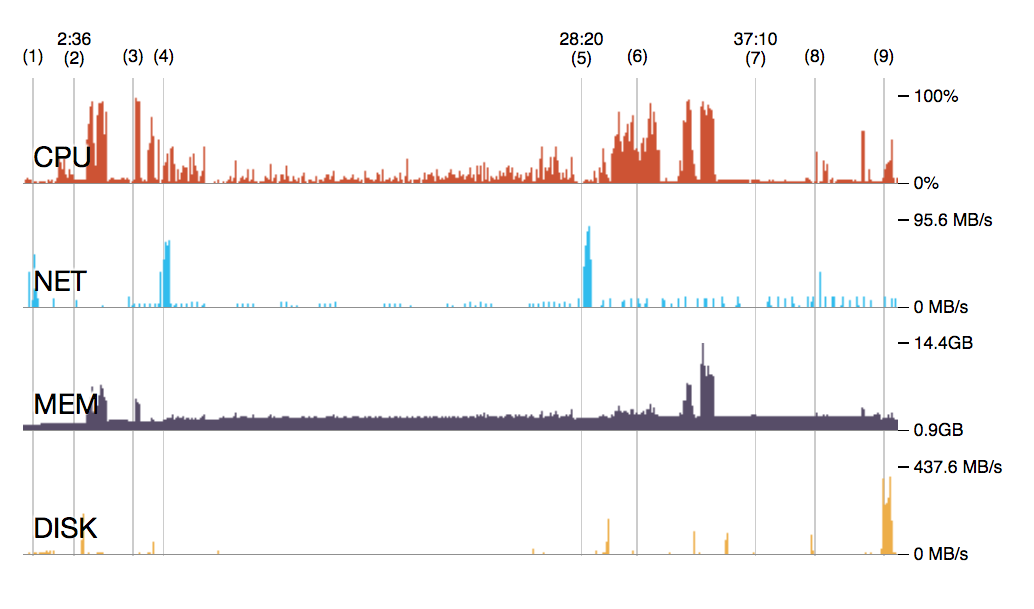 2:36 28:20 37:10
(1) (2) (3) (4) (5) (6) (7) (8) (9)
100%
CPU
0%
95.6 MB/s
NET
0 MB/s
14.4GB
MEM
0.9GB
437.6 MB/s
DISK
0 MB/s